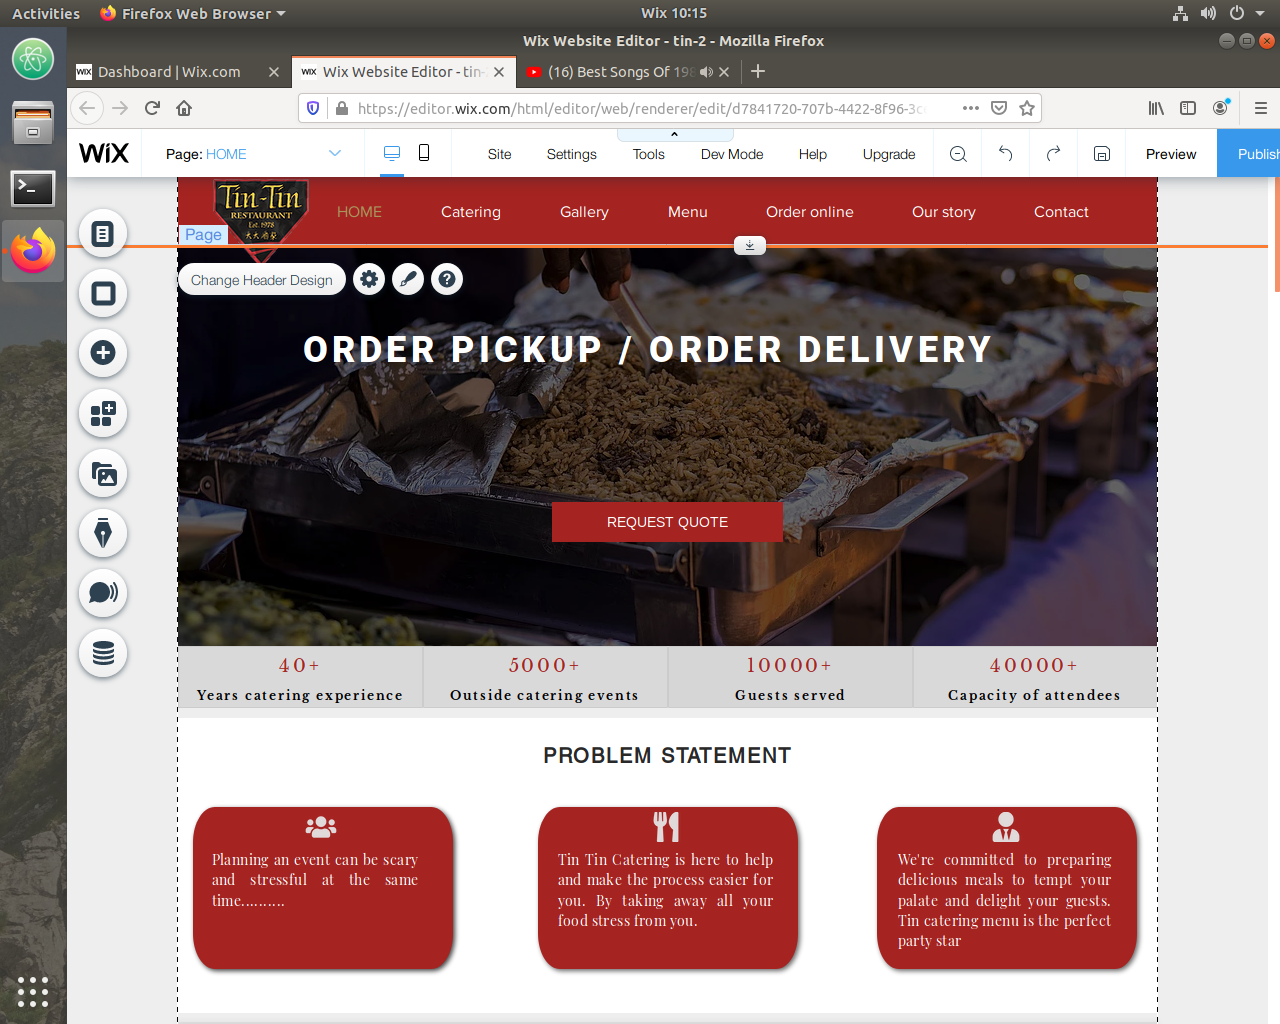 Activities
Firefox Web Browser
Wix 10:15
Wix Website Editor - tin-2 - Mozilla Firefox
WIX Dashboard | Wix.com
WIX Wix Website Editor - tin-
(16) Best Songs Of 198
https://editor.wix.com/html/editor/web/renderer/edit/d7841720-707b-4422-8f96-3c
WiX
Page: HOME
Site
Settings
Tools
Dev Mode
Help
Upgrade
Preview
Publish
Tin-Tin
RESTAURANT
Est. 1978
HOME
Catering
Gallery
Menu
Order online
Our story
Contact
Page
Change Header Design
ORDER PICKUP / ORDER DELIVERY
REQUEST QUOTE
40+
5000+
10000+
40000+
Years catering experience
Outside catering events
Guests served
Capacity of attendees
PROBLEM STATEMENT
Planning an event can be scary
and stressful at the same
time..........
Tin Tin Catering is here to help
and make the process easier for
you. By taking away all your
food stress from you.
We're committed to preparing
delicious meals to tempt your
palate and delight your guests.
Tin catering menu is the perfect
party star